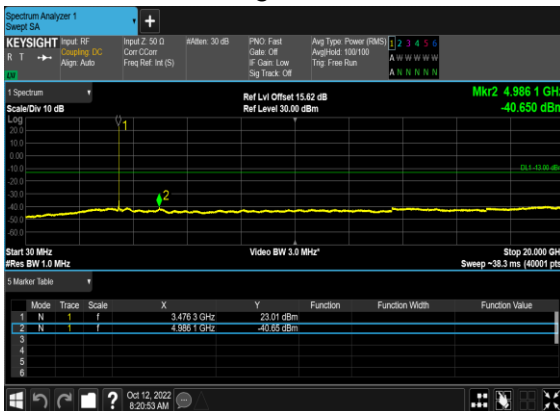 Spectrum Analyzer 1
Swept SA
+
KEYSIGHT Input: RF Input Z: 50 Ω #Atten: 30 dB PNO: Fast Avg Type: Power (RMS) 1 2 3 4 5 6
R T Coupling: DC Corr CCorr Gate: Off Avg|Hold: 100/100 A W W W W W
Align: Auto Freq Ref: Int (S) IF Gain: Low Trig: Free Run
LV Sig Track: Off A N N N N N
1 Spectrum Ref Lvl Offset 15.62 dB Mkr2 4.986 1 GHz
Scale/Div 10 dB Ref Level 30.00 dBm -40.650 dBm
Log
20.0
10.0
0.00
-10.0
DL1 -13.00 dBm
-20.0
-30.0
-40.0
-50.0
-60.0
1
2
Start 30 MHz Video BW 3.0 MHz* Stop 20.000 GHz
#Res BW 1.0 MHz Sweep ~38.3 ms (40001 pts)
5 Marker Table
Mode Trace Scale X Y Function Function Width Function Value
1 N 1 f 3.476 3 GHz 23.01 dBm
2 N 1 f 4.986 1 GHz -40.65 dBm
3
4
5
6
? Oct 12, 2022
8:20:53 AM